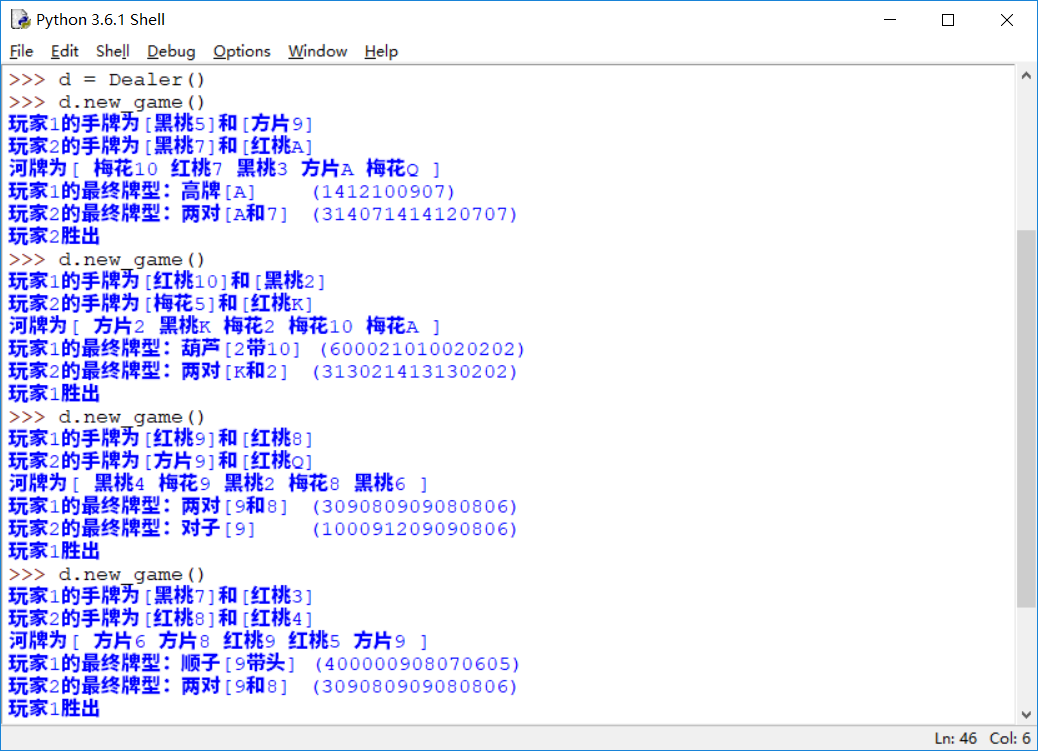 Python 3.6.1 Shell
File Edit Shell Debug Options Window Help
>>> d = Dealer()
>>> d.new_game()
玩家1的手牌为[黑桃5]和[方片9]
玩家2的手牌为[黑桃7]和[红桃A]
河牌为[ 梅花10 红桃7 黑桃3 方片A 梅花Q ]
玩家1的最终牌型：高牌[A] (1412100907)
玩家2的最终牌型：两对[A和7] (314071414120707)
玩家2胜出
>>> d.new_game()
玩家1的手牌为[红桃10]和[黑桃2]
玩家2的手牌为[梅花5]和[红桃K]
河牌为[ 方片2 黑桃K 梅花2 梅花10 梅花A ]
玩家1的最终牌型：葫芦[2带10] (600021010020202)
玩家2的最终牌型：两对[K和2] (313021413130202)
玩家1胜出
>>> d.new_game()
玩家1的手牌为[红桃9]和[红桃8]
玩家2的手牌为[方片9]和[红桃Q]
河牌为[ 黑桃4 梅花9 黑桃2 梅花8 黑桃6 ]
玩家1的最终牌型：两对[9和8] (309080909080806)
玩家2的最终牌型：对子[9] (100091209090806)
玩家1胜出
>>> d.new_game()
玩家1的手牌为[黑桃7]和[红桃3]
玩家2的手牌为[红桃8]和[红桃4]
河牌为[ 方片6 方片8 红桃9 红桃5 方片9 ]
玩家1的最终牌型：顺子[9带头] (400000908070605)
玩家2的最终牌型：两对[9和8] (309080909080806)
玩家1胜出
Ln: 46 Col: 6